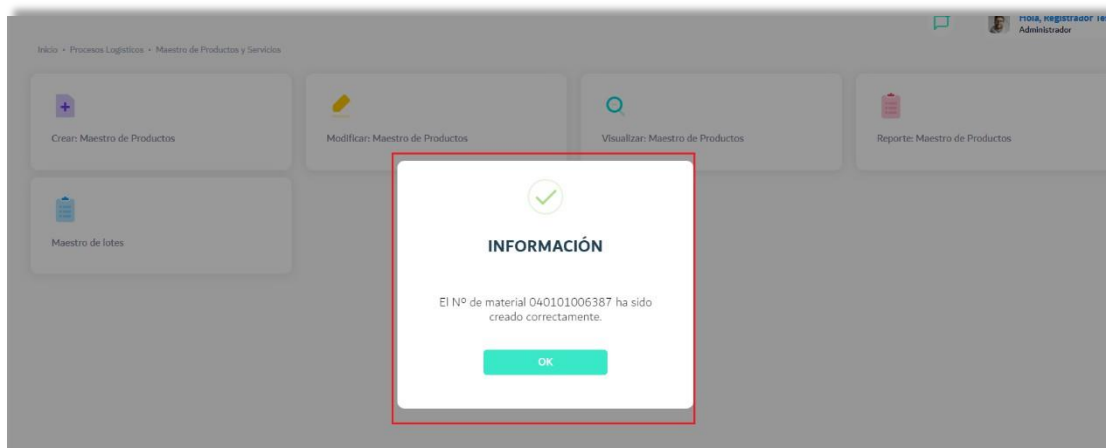 Hola, Registrador Te
Administrador
Inicio • Procesos Logísticos • Maestro de Productos y Servicios
Crear: Maestro de Productos
Modificar: Maestro de Productos
Visualizar: Maestro de Productos
Reporte: Maestro de Productos
Maestro de lotes
INFORMACIÓN
El Nº de material 040101006387 ha sido
creado correctamente.
OK